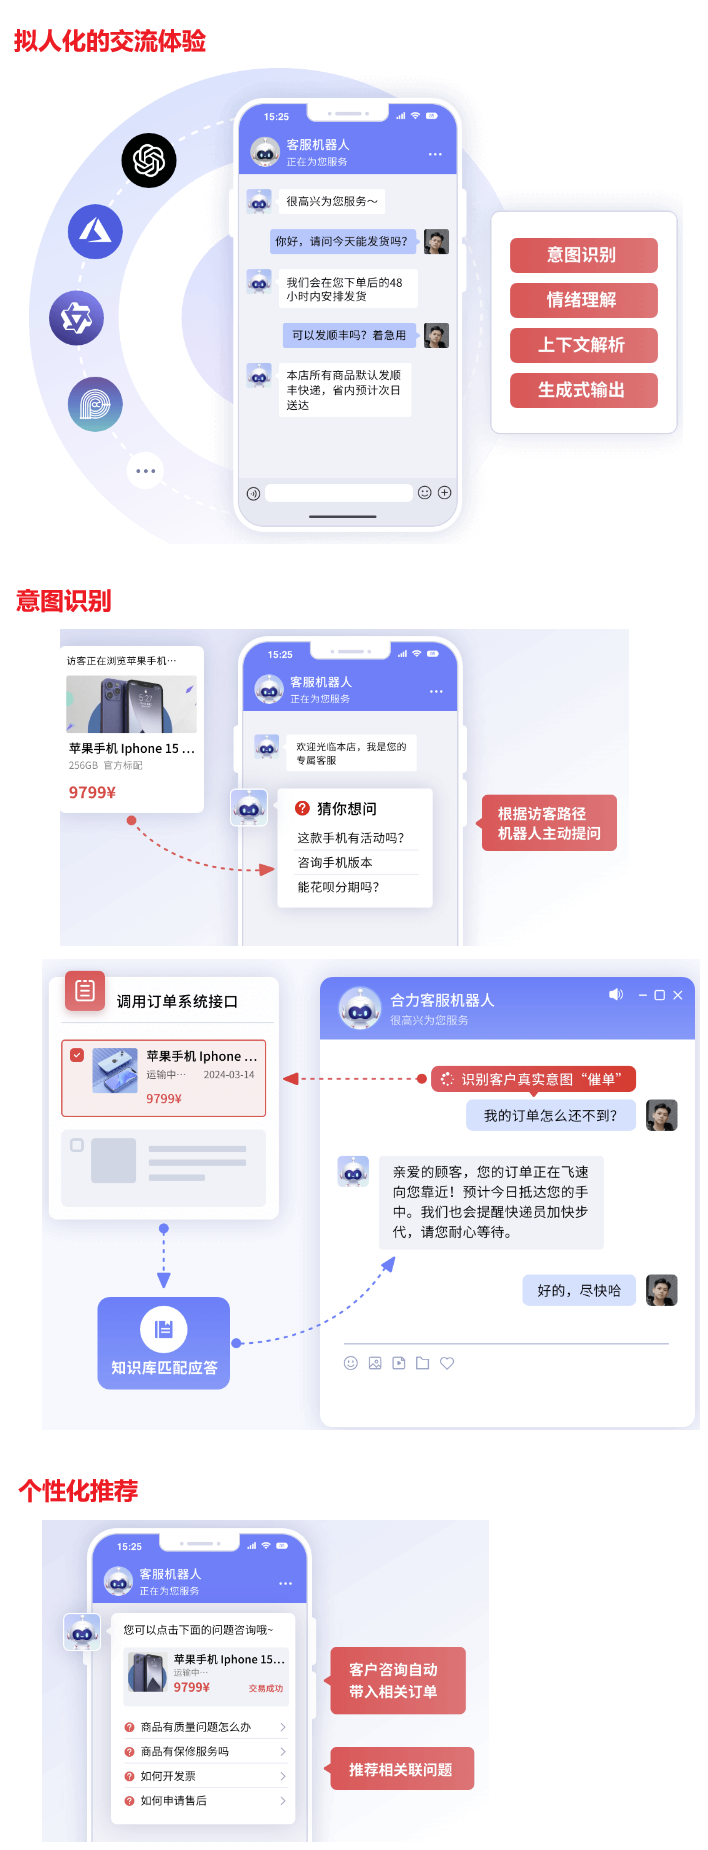 拟人化的交流体验
15:25
客服机器人
正在为您服务
很高兴为您服务～
你好，请问今天能发货吗？
我们会在您下单后的48
小时内安排发货
可以发顺丰吗？着急用
本店所有商品默认发顺
丰快递，省内预计次日
送达
意图识别
情绪理解
上下文解析
生成式输出
意图识别
访客正在浏览苹果手机…
苹果手机 Iphone 15 ...
256GB 官方标配
9799¥
15:25
客服机器人
正在为您服务
欢迎光临本店，我是您的
专属客服
猜你想问
这款手机有活动吗？
咨询手机版本
能花呗分期吗？
根据访客路径
机器人主动提问
调用订单系统接口
苹果手机 Iphone ...
运输中… 2024-03-14
9799¥
知识库匹配应答
合力客服机器人
很高兴为您服务
识别客户真实意图“催单”
我的订单怎么还不到？
亲爱的顾客，您的订单正在飞速
向您靠近！预计今日抵达您的手
中。我们也会提醒快递员加快步
代，请您耐心等待。
好的，尽快哈
个性化推荐
15:25
客服机器人
正在为您服务
您可以点击下面的问题咨询哦~
苹果手机 Iphone 15...
运输中…
9799¥ 交易成功
商品有质量问题怎么办
商品有保修服务吗
如何开发票
如何申请售后
客户咨询自动
带入相关订单
推荐相关联问题